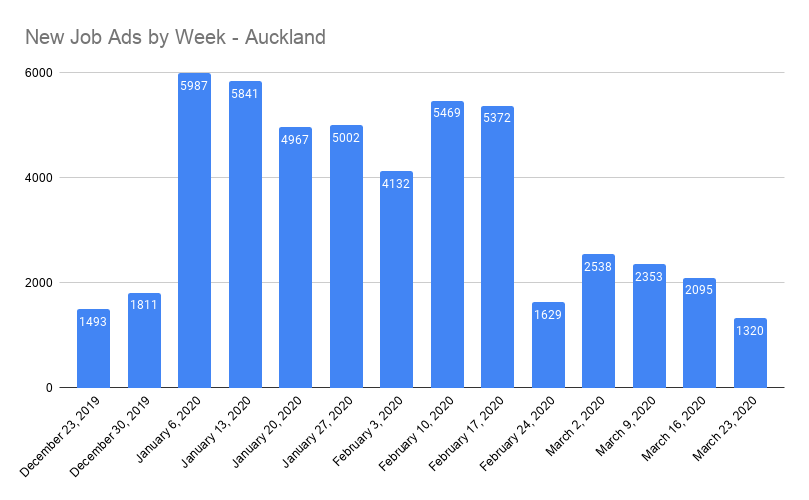 New Job Ads by Week - Auckland
6000
4000
2000
0
1493
1811
5987
5841
4967
5002
4132
5469
5372
1629
2538
2353
2095
1320
December 23, 2019
December 30, 2019
January 6, 2020
January 13, 2020
January 20, 2020
January 27, 2020
February 3, 2020
February 10, 2020
February 17, 2020
February 24, 2020
March 2, 2020
March 9, 2020
March 16, 2020
March 23, 2020